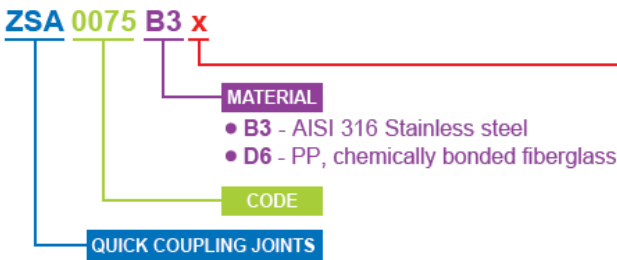 ZSA 0075 B3 x
MATERIAL
● B3 - AISI 316 Stainless steel
● D6 - PP, chemically bonded fiberglass
CODE
QUICK COUPLING JOINTS